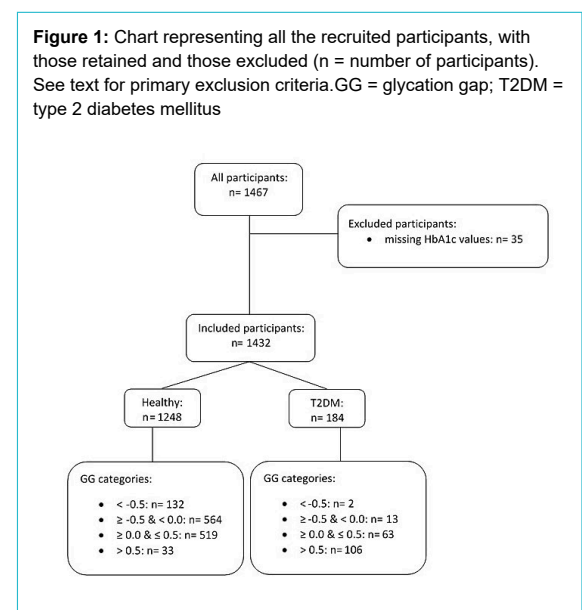 Figure 1: Chart representing all the recruited participants, with
those retained and those excluded (n = number of participants).
See text for primary exclusion criteria.GG = glycation gap; T2DM =
type 2 diabetes mellitus
All participants:
n= 1467
Excluded participants:
• missing HbA1c values: n= 35
Included participants:
n= 1432
Healthy:
n= 1248
T2DM:
n= 184
GG categories:
• < -0.5: n= 132
• ≥ -0.5 & < 0.0: n= 564
• ≥ 0.0 & ≤ 0.5: n= 519
• > 0.5: n= 33
GG categories:
• < -0.5: n= 2
• ≥ -0.5 & < 0.0: n= 13
• ≥ 0.0 & ≤ 0.5: n= 63
• > 0.5: n= 106